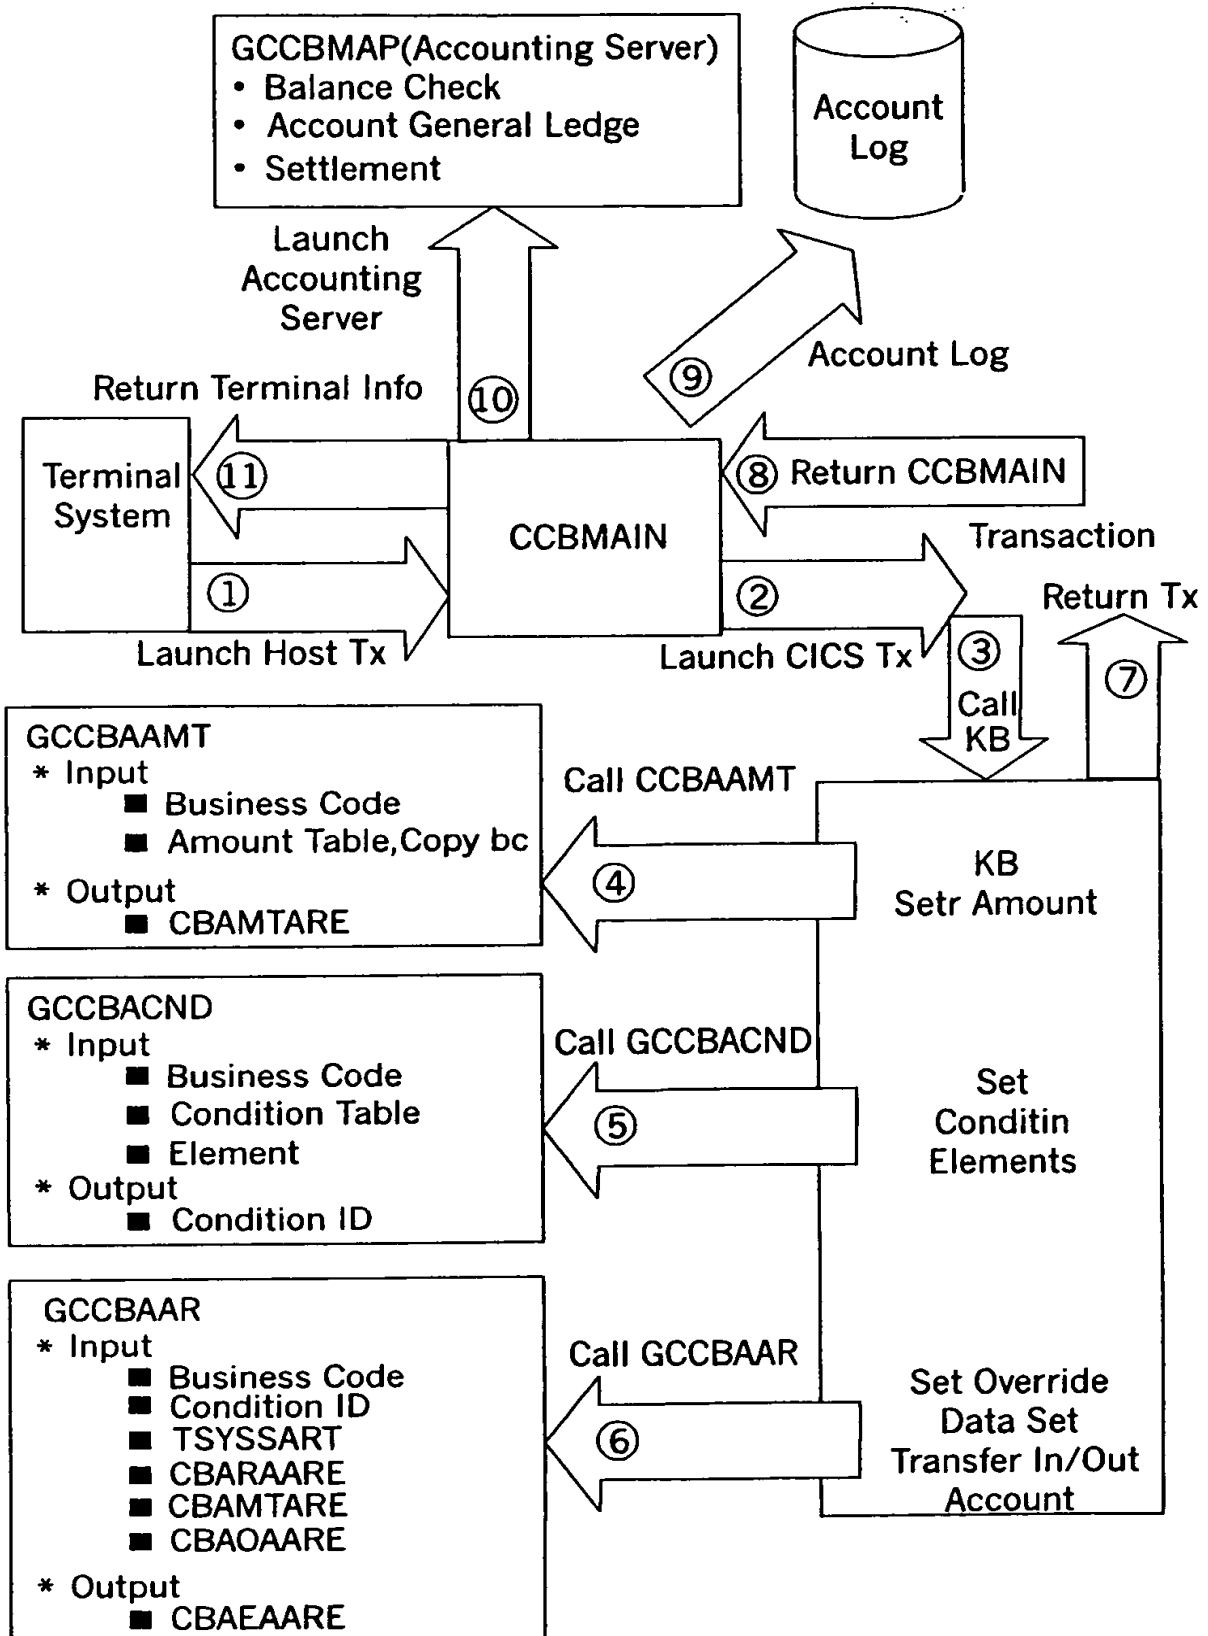 GCCBMAP(Accounting Server)
• Balance Check
• Account General Ledge
• Settlement
Account
Log
Launch
Accounting
Server
Account Log
⑨
Return Terminal Info
⑩
Terminal
System
⑪
CCBMAIN
⑧ Return CCBMAIN
Transaction
①
②
Launch Host Tx
Launch CICS Tx
③
Call
KB
Return Tx
⑦
GCCBAAMT
* Input
■ Business Code
■ Amount Table,Copy bc
* Output
■ CBAMTARE
Call CCBAAMT
④
KB
Setr Amount
GCCBACND
* Input
■ Business Code
■ Condition Table
■ Element
* Output
■ Condition ID
Call GCCBACND
⑤
Set
Conditin
Elements
GCCBAAR
* Input
■ Business Code
■ Condition ID
■ TSYSSART
■ CBARAARE
■ CBAMTARE
■ CBAOAARE
* Output
■ CBAEAARE
Call GCCBAAR
⑥
Set Override
Data Set
Transfer In/Out
Account